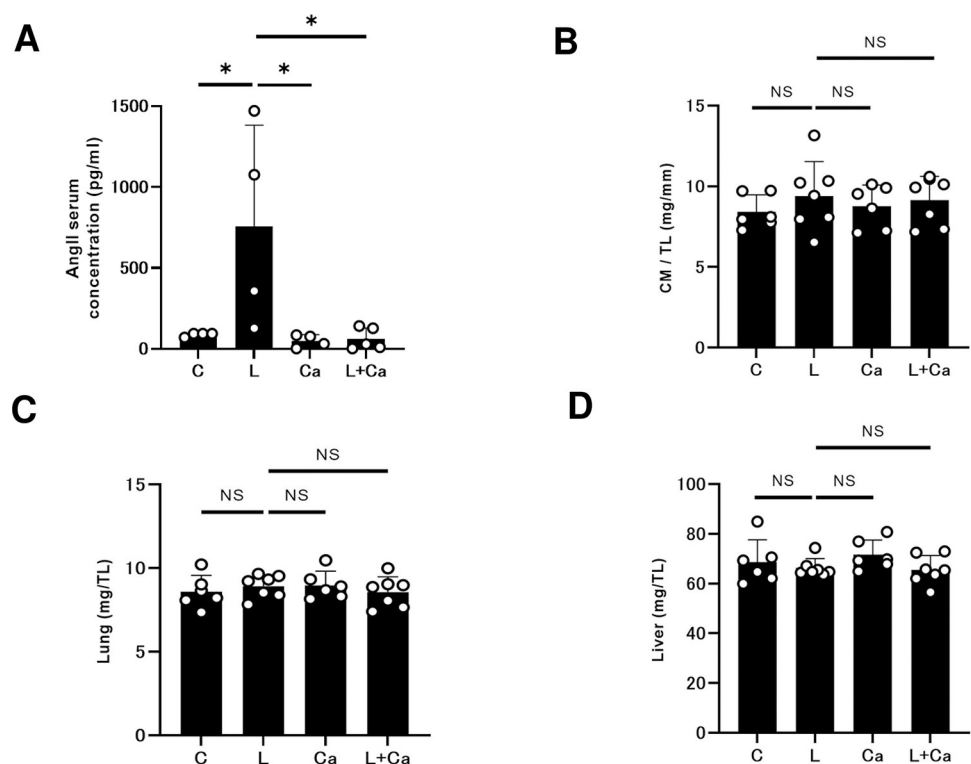 A
*
* *
1500
1000
500
0
AngII serum
concentration (pg/ml)
C L Ca L+Ca
B
NS
NS NS
15
10
5
0
CM / TL (mg/mm)
C L Ca L+Ca
C
NS
NS NS
15
10
5
0
Lung (mg/TL)
C L Ca L+Ca
D
NS
NS NS
100
80
60
40
20
0
Liver (mg/TL)
C L Ca L+Ca